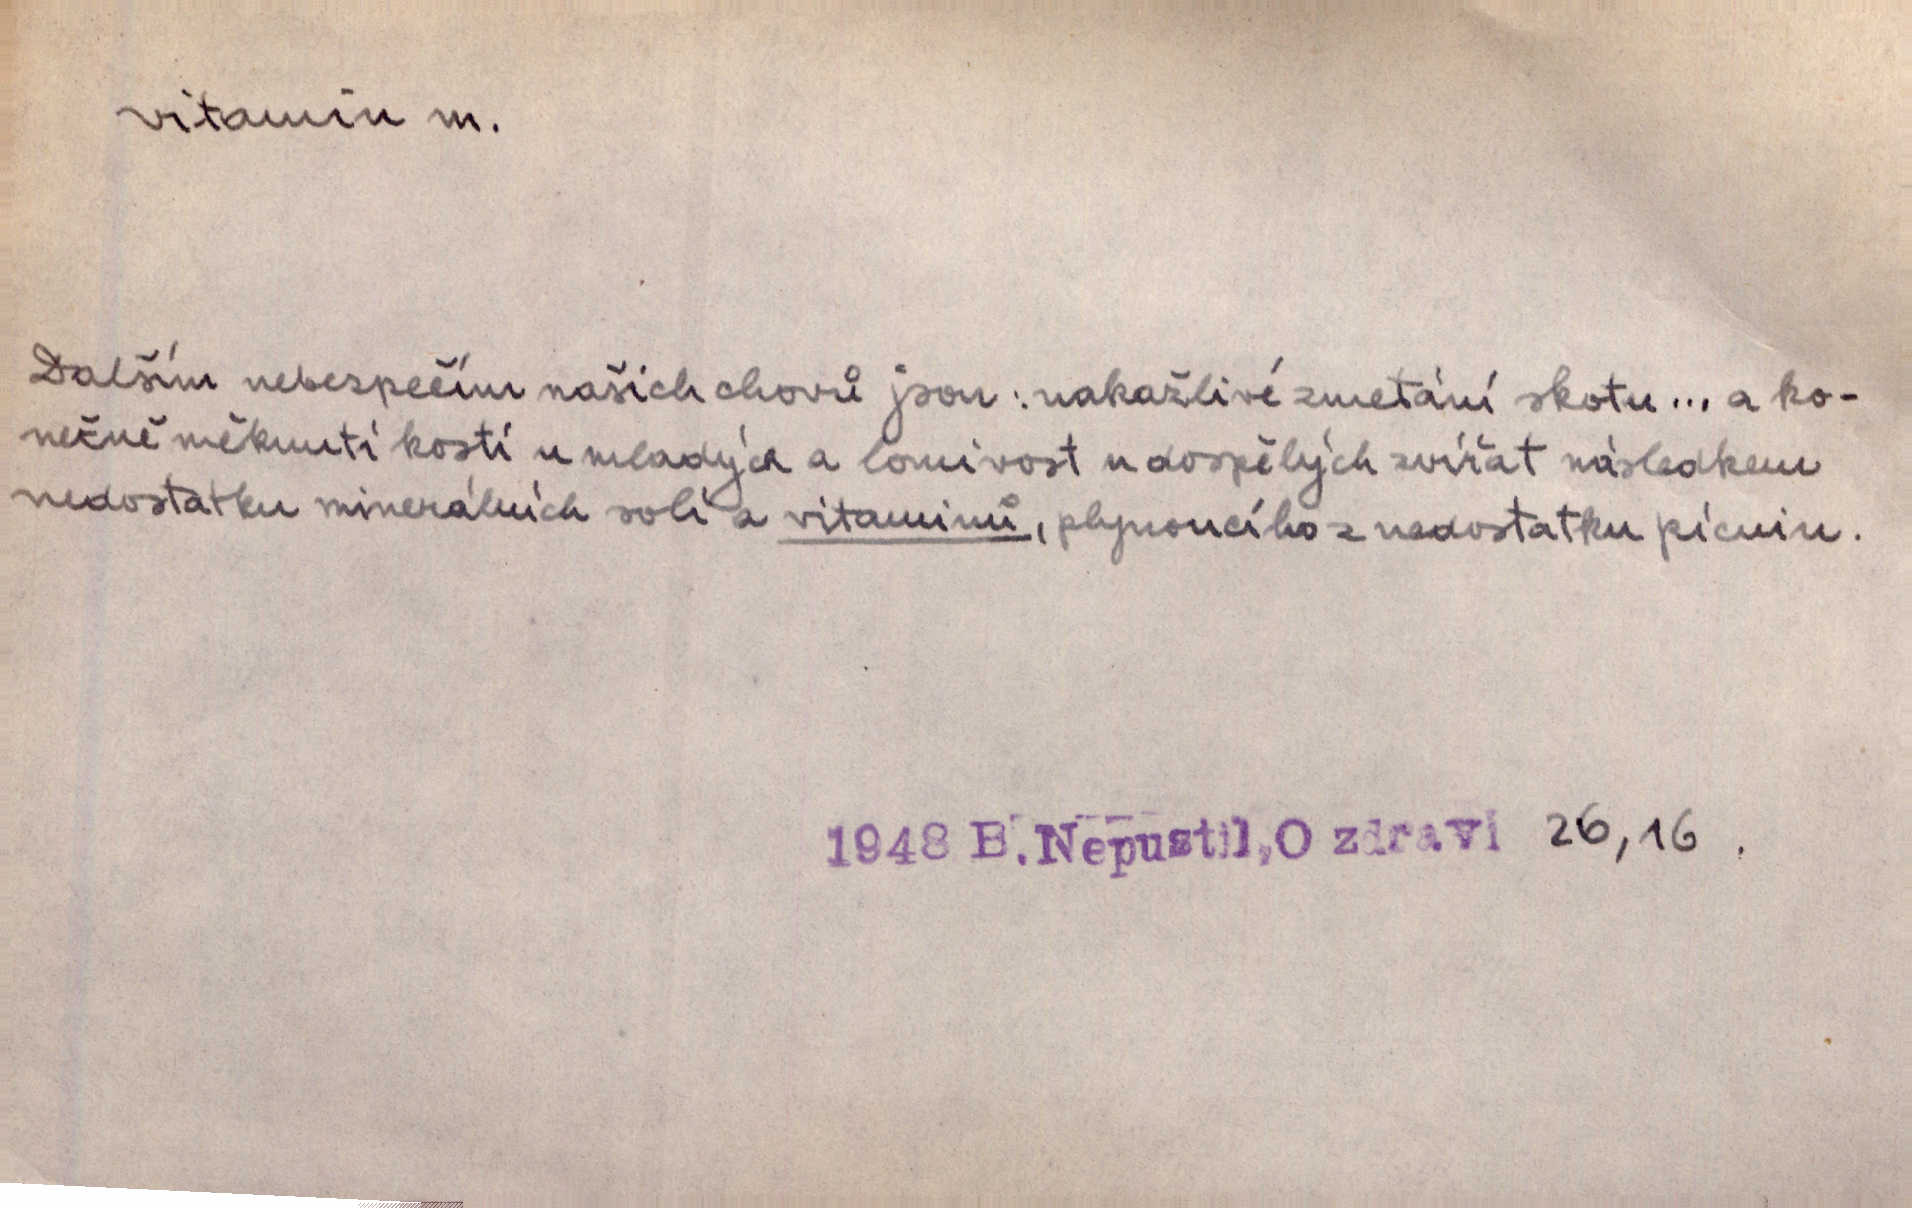 vitamin m.
Dalším nebezpečím našich chovů jsou: nakažlivé zmetání skotu... a ko-
nečně měknutí kostí u mladých a lomivost u dospělých zvířat následkem
nedostatku minerálních solí a vitaminů, plynoucího z nedostatku pícnin.
1948 B. Nepustil, O zdraví 26,16.